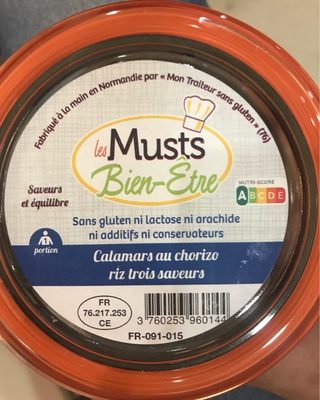 Fabriqué à la main en Normandie par « Mon Traiteur sans gluten » (76)
les Musts
Bien-Être
Saveurs
et équilibre
NUTRI-SCORE
A B C D E
Sans gluten ni lactose ni arachide
ni additifs ni conservateurs
1
portion
Calamars au chorizo
riz trois saveurs
FR
76.217.253
CE
3 760253 960144
FR-091-015